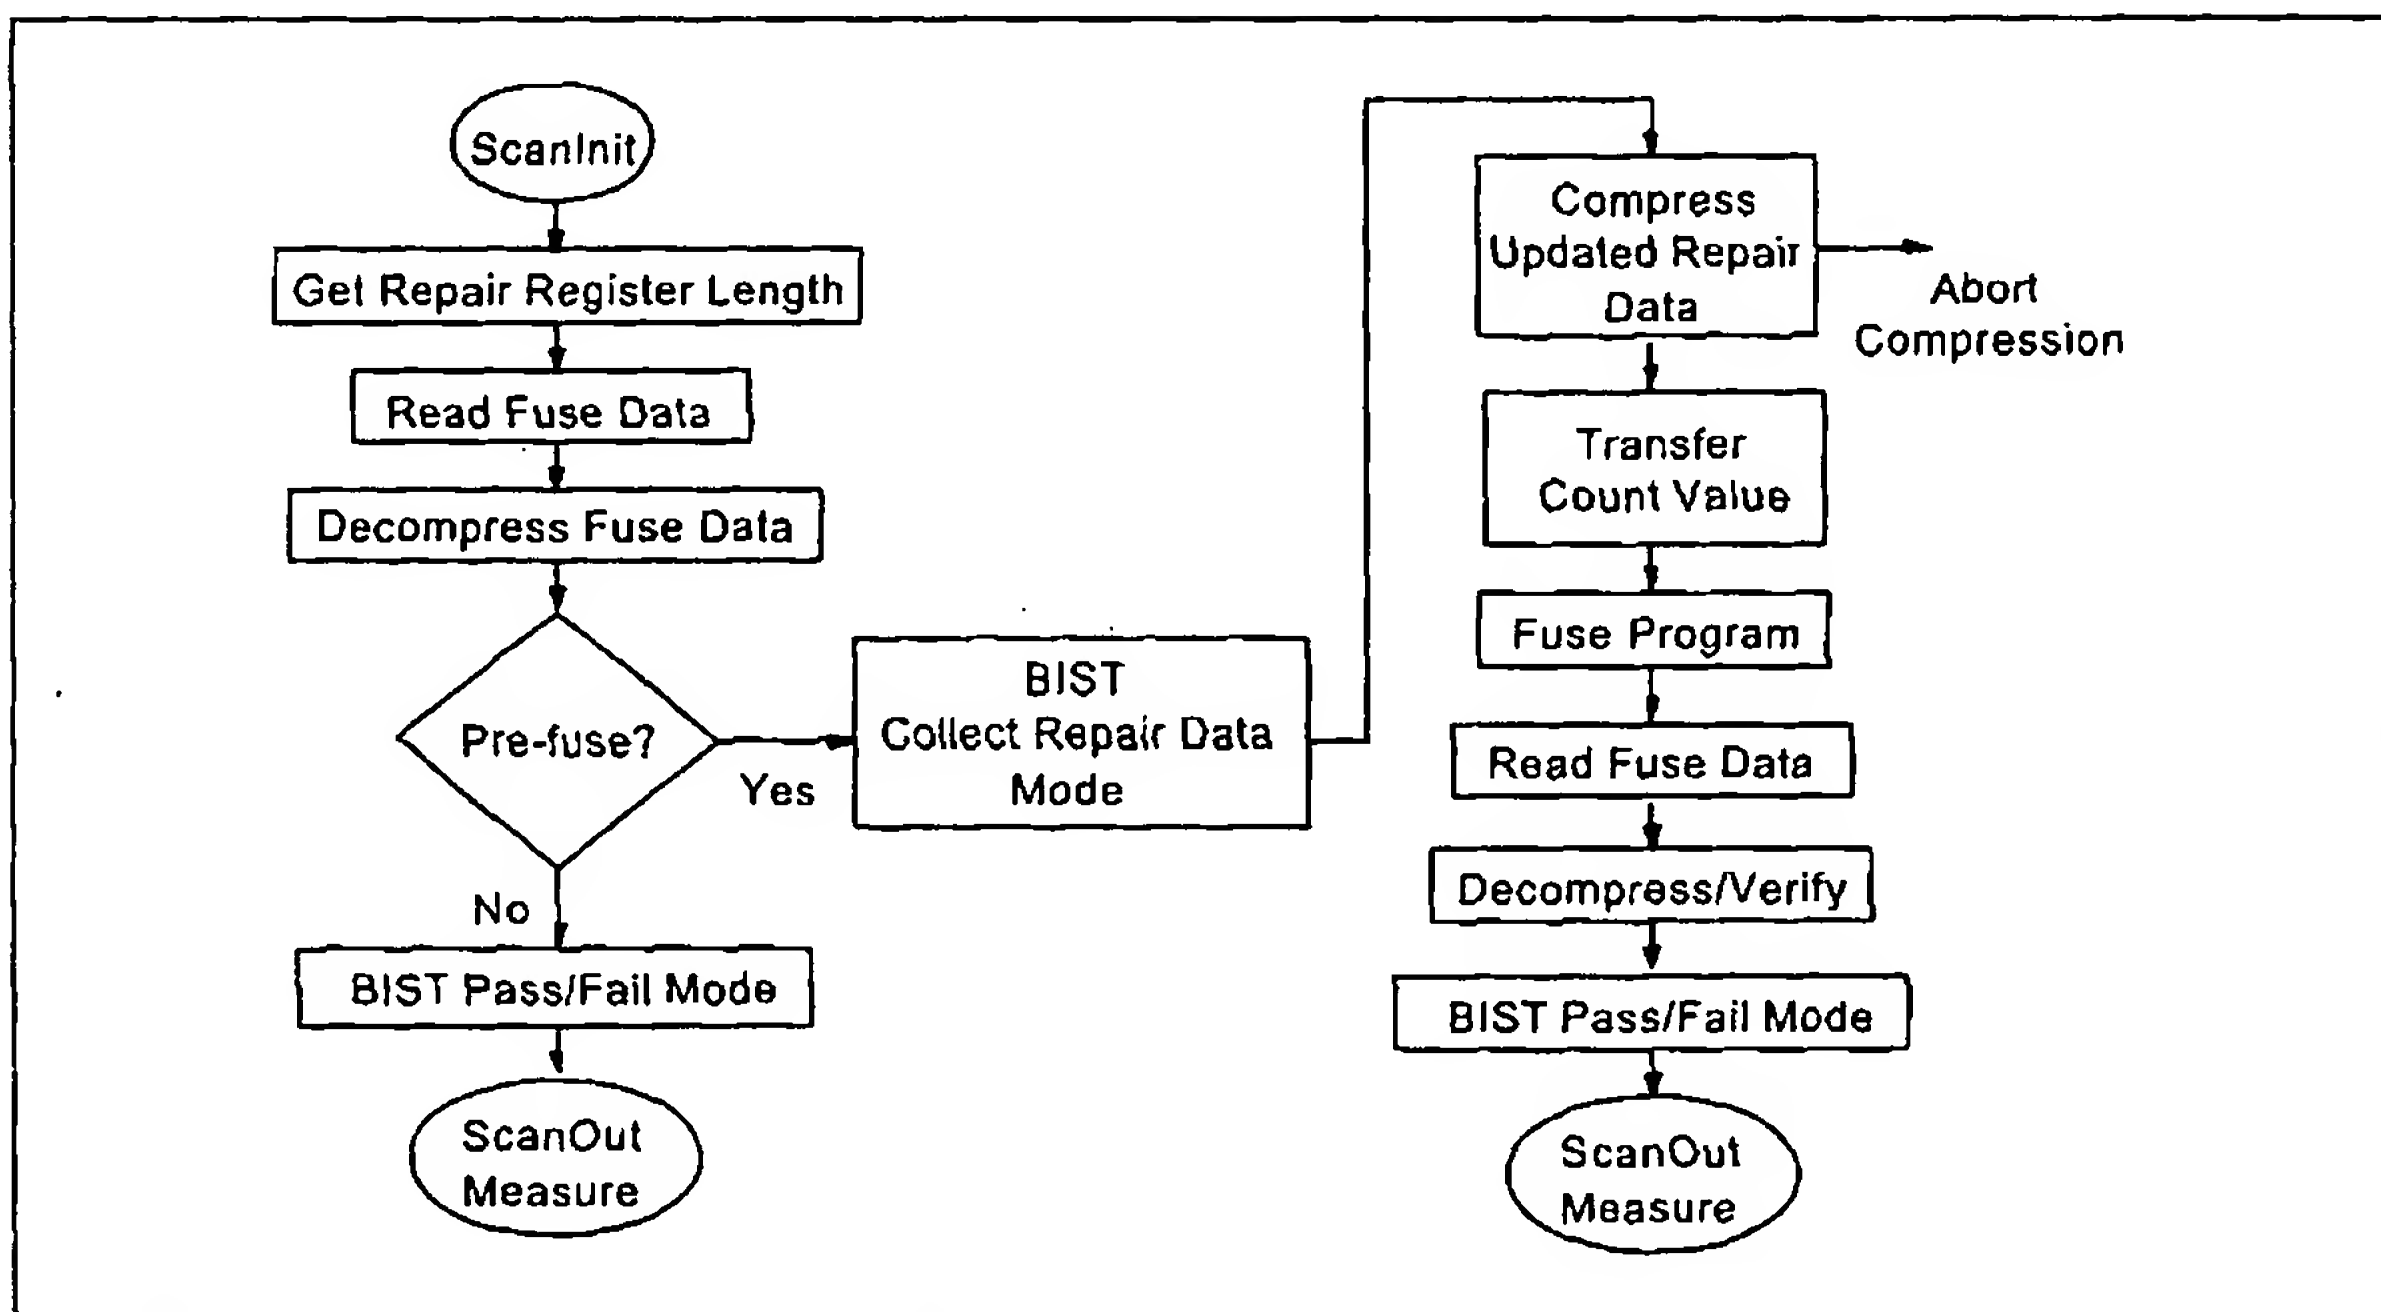 ScanInit
Get Repair Register Length
Read Fuse Data
Decompress Fuse Data
Pre-fuse?
Yes
No
BIST Pass/Fail Mode
ScanOut
Measure
BIST
Collect Repair Data
Mode
Compress
Updated Repair
Data
Abort
Compression
Transfer
Count Value
Fuse Program
Read Fuse Data
Decompress/Verify
BIST Pass/Fail Mode
ScanOut
Measure